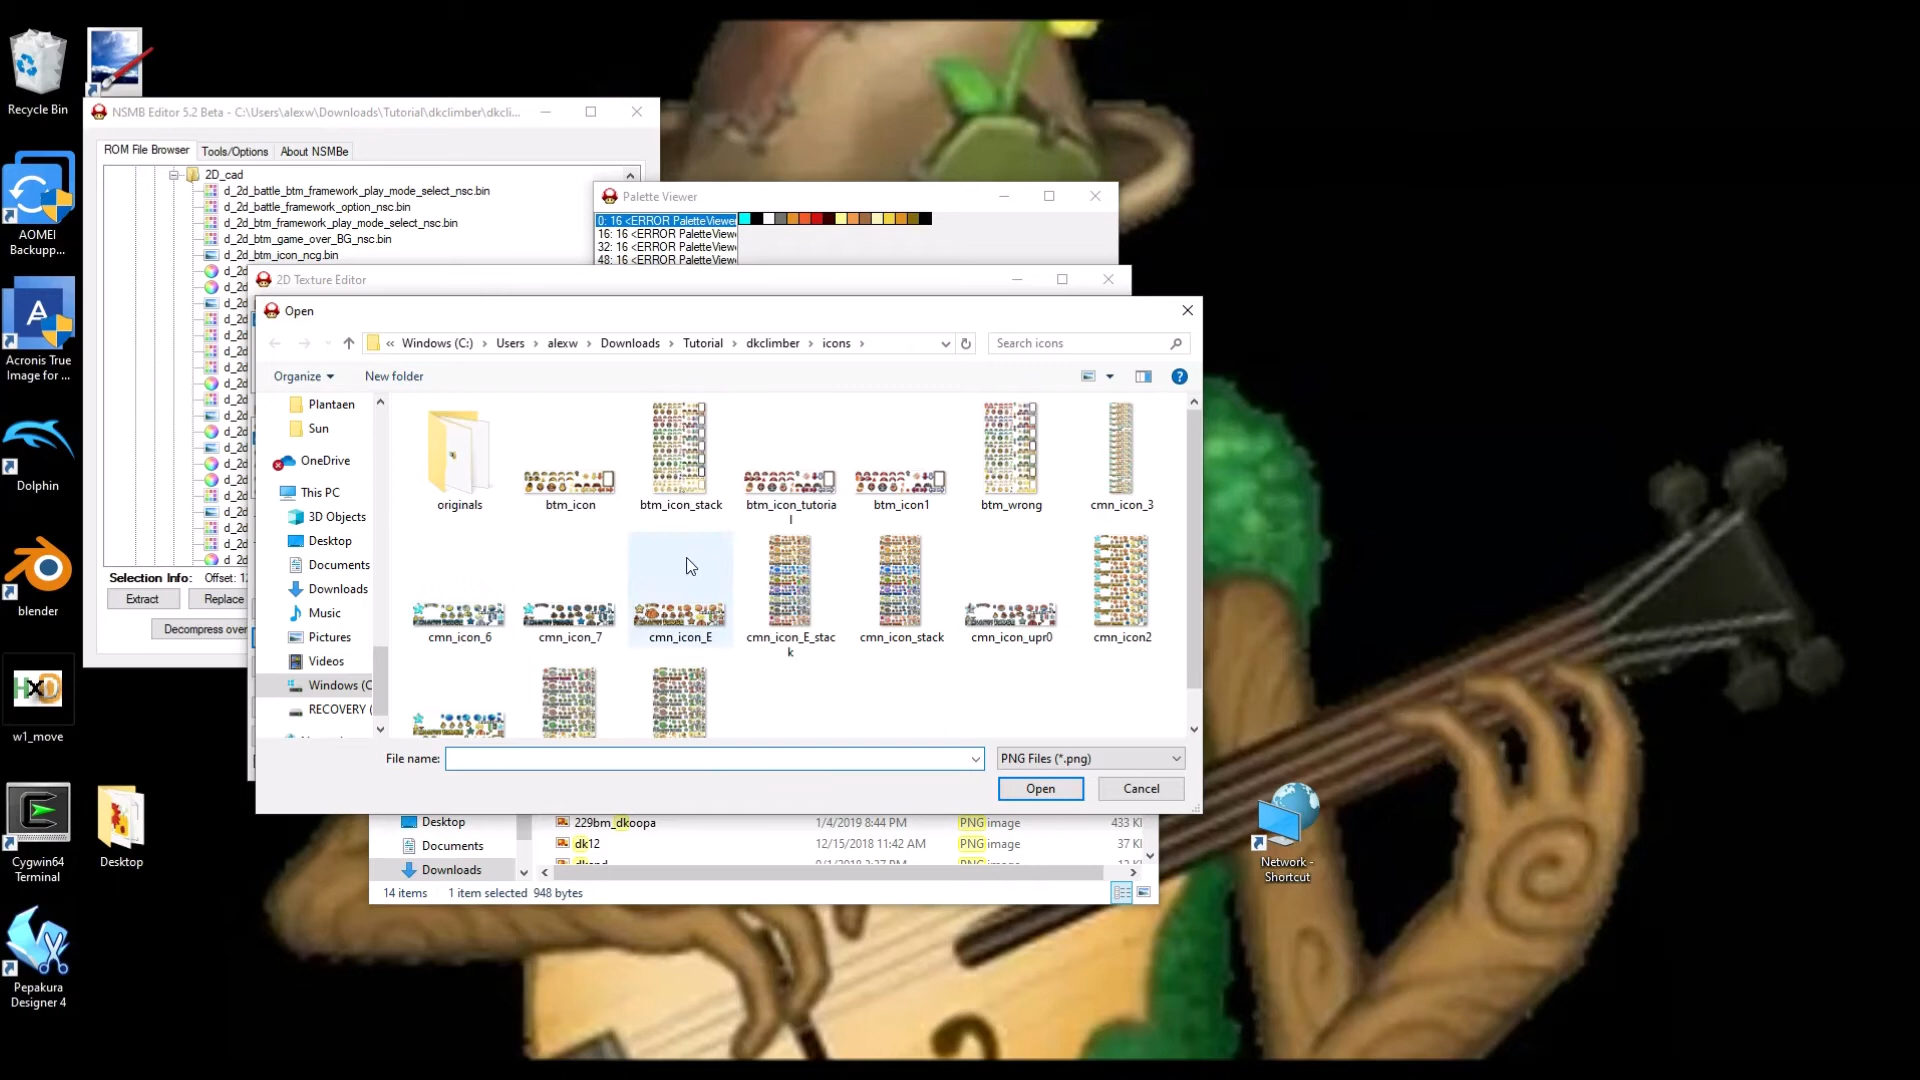 Recycle Bin
AOMEI
Backupp...
Acronis True
Image for ...
Dolphin
blender
HxD
w1_move
Cygwin64
Terminal
Desktop
Pepakura
Designer 4
Network -
Shortcut
NSMB Editor 5.2 Beta - C:\Users\alexw\Downloads\Tutorial\dkclimber\dkcli...
ROM File Browser
Tools/Options
About NSMBe
2D_cad
d_2d_battle_btm_framework_play_mode_select_nsc.bin
d_2d_battle_framework_option_nsc.bin
d_2d_btm_framework_play_mode_select_nsc.bin
d_2d_btm_game_over_BG_nsc.bin
d_2d_btm_icon_ncg.bin
Selection Info:
Extract
Replace
Decompress over
Palette Viewer
0: 16 <ERROR PaletteViewer
16: 16 <ERROR PaletteView
32: 16 <ERROR PaletteView
48: 16 <ERROR PaletteView
2D Texture Editor
Open
« Windows (C:) › Users › alexw › Downloads › Tutorial › dkclimber › icons ›
Search icons
Organize
New folder
Plantaen
Sun
OneDrive
This PC
3D Objects
Desktop
Documents
Downloads
Music
Pictures
Videos
Windows (C
RECOVERY (
originals
btm_icon
btm_icon_stack
btm_icon_tutoria
l
btm_icon1
btm_wrong
cmn_icon_3
cmn_icon_6
cmn_icon_7
cmn_icon_E
cmn_icon_E_stac
k
cmn_icon_stack
cmn_icon_upr0
cmn_icon2
File name:
PNG Files (*.png)
Open
Cancel
Desktop
Documents
Downloads
229bm_dkoopa
1/4/2019 8:44 PM
PNG image
433 KI
dk12
12/15/2018 11:42 AM
PNG image
37 KI
14 items
1 item selected 948 bytes